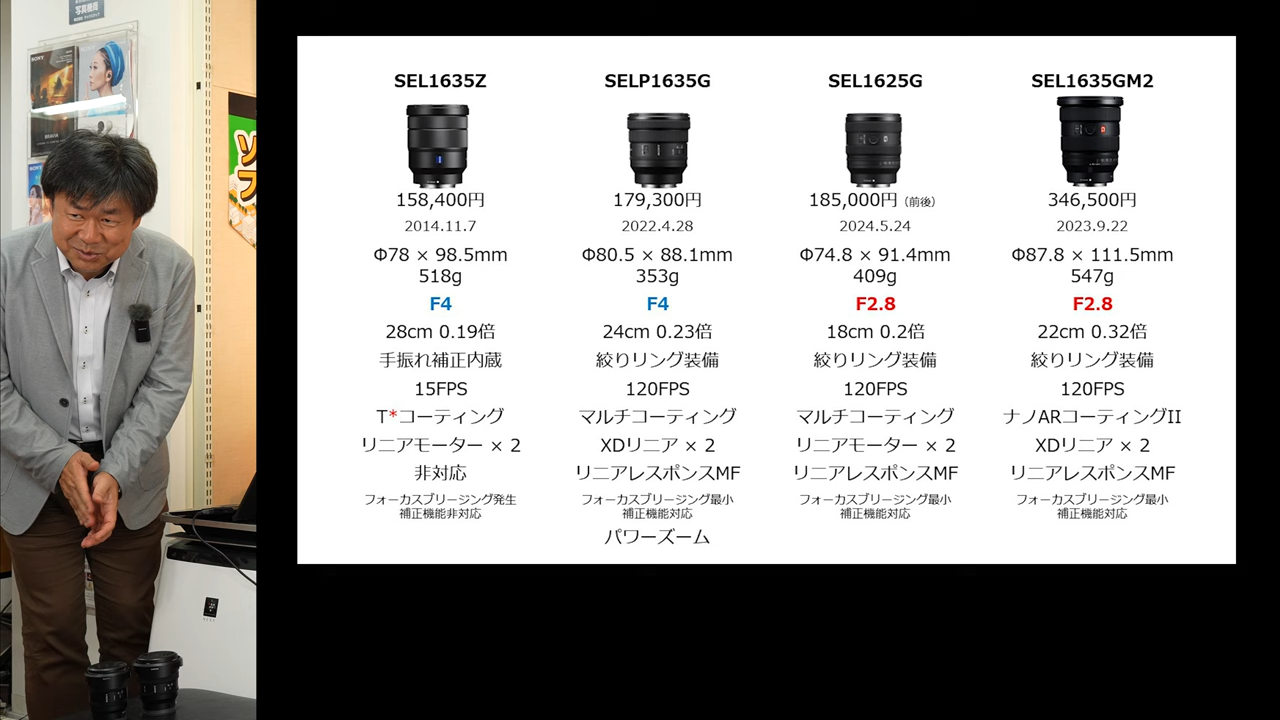 写真機商
SONY
SONY
BRAVIA
SONY
ソ
フ
SEL1635Z
158,400円
2014.11.7
Φ78 × 98.5mm
518g
F4
28cm 0.19倍
手振れ補正内蔵
15FPS
T*コーティング
リニアモーター × 2
非対応
フォーカスブリージング発生
補正機能非対応
SELP1635G
179,300円
2022.4.28
Φ80.5 × 88.1mm
353g
F4
24cm 0.23倍
絞りリング装備
120FPS
マルチコーティング
XDリニア × 2
リニアレスポンスMF
フォーカスブリージング最小
補正機能対応
パワーズーム
SEL1625G
185,000円（前後）
2024.5.24
Φ74.8 × 91.4mm
409g
F2.8
18cm 0.2倍
絞りリング装備
120FPS
マルチコーティング
リニアモーター × 2
リニアレスポンスMF
フォーカスブリージング最小
補正機能対応
SEL1635GM2
346,500円
2023.9.22
Φ87.8 × 111.5mm
547g
F2.8
22cm 0.32倍
絞りリング装備
120FPS
ナノARコーティングII
XDリニア × 2
リニアレスポンスMF
フォーカスブリージング最小
補正機能対応